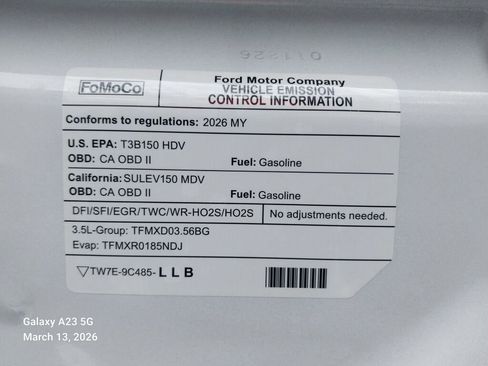 FoMoCo
Ford Motor Company
VEHICLE EMISSION
CONTROL INFORMATION
Conforms to regulations: 2026 MY
U.S. EPA: T3B150 HDV
OBD: CA OBD II Fuel: Gasoline
California: SULEV150 MDV
OBD: CA OBD II Fuel: Gasoline
DFI/SFI/EGR/TWC/WR-HO2S/HO2S No adjustments needed.
3.5L-Group: TFMXD03.56BG
Evap: TFMXR0185NDJ
▽TW7E-9C485- L L B
Galaxy A23 5G
March 13, 2026